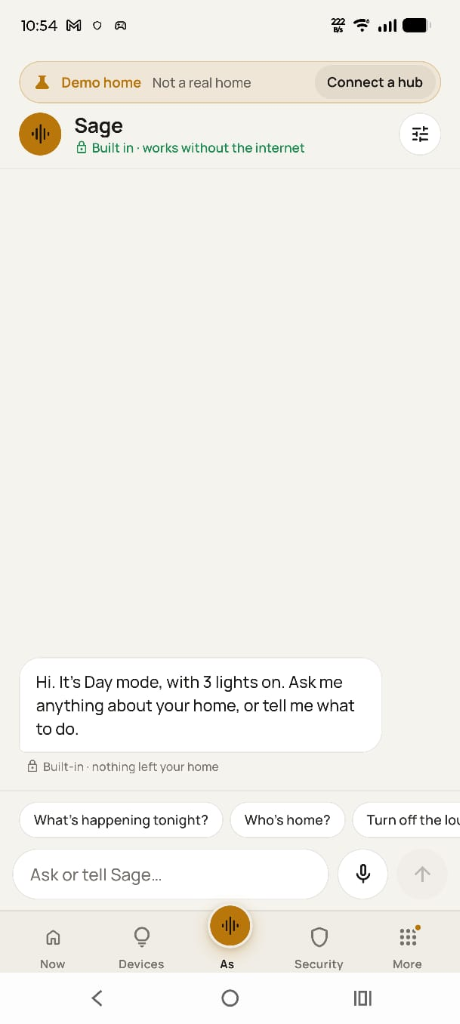 10:54
222
B/s
Demo home Not a real home Connect a hub
Sage
Built in · works without the internet
Hi. It's Day mode, with 3 lights on. Ask me
anything about your home, or tell me what
to do.
Built-in · nothing left your home
What's happening tonight? Who's home? Turn off the lou
Ask or tell Sage...
Now Devices As Security More